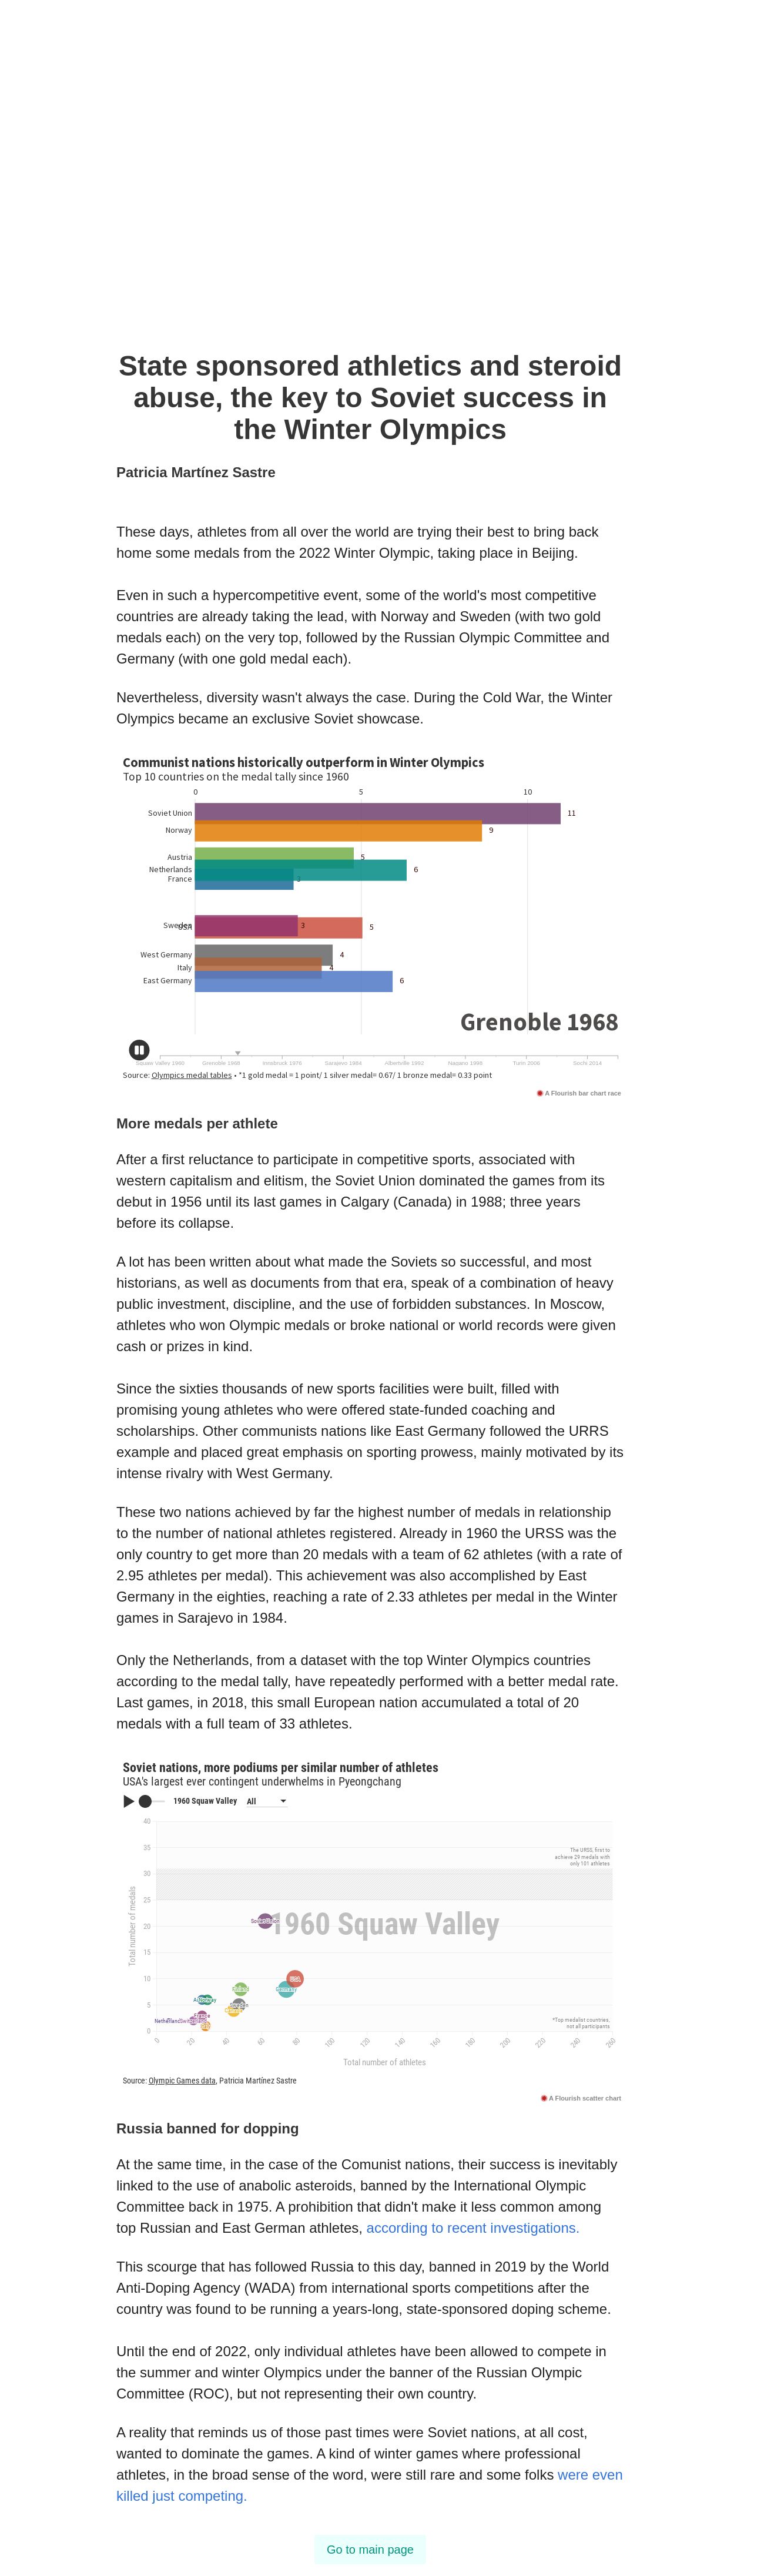 State sponsored athletics and steroid
abuse, the key to Soviet success in
the Winter Olympics
Patricia Martínez Sastre
These days, athletes from all over the world are trying their best to bring back
home some medals from the 2022 Winter Olympic, taking place in Beijing.
Even in such a hypercompetitive event, some of the world's most competitive
countries are already taking the lead, with Norway and Sweden (with two gold
medals each) on the very top, followed by the Russian Olympic Committee and
Germany (with one gold medal each).
Nevertheless, diversity wasn't always the case. During the Cold War, the Winter
Olympics became an exclusive Soviet showcase.
Communist nations historically outperform in Winter Olympics
Top 10 countries on the medal tally since 1960
0 5 10
Soviet Union 11
Norway 9
Austria 5
Netherlands 6
France
Sweden 3
USA 5
West Germany 4
Italy 4
East Germany 6
Grenoble 1968
Squaw Valley 1960 Grenoble 1968 Innsbruck 1976 Sarajevo 1984 Albertville 1992 Nagano 1998 Turin 2006 Sochi 2014
Source: Olympics medal tables • *1 gold medal = 1 point/ 1 silver medal= 0.67/ 1 bronze medal= 0.33 point
A Flourish bar chart race
More medals per athlete
After a first reluctance to participate in competitive sports, associated with
western capitalism and elitism, the Soviet Union dominated the games from its
debut in 1956 until its last games in Calgary (Canada) in 1988; three years
before its collapse.
A lot has been written about what made the Soviets so successful, and most
historians, as well as documents from that era, speak of a combination of heavy
public investment, discipline, and the use of forbidden substances. In Moscow,
athletes who won Olympic medals or broke national or world records were given
cash or prizes in kind.
Since the sixties thousands of new sports facilities were built, filled with
promising young athletes who were offered state-funded coaching and
scholarships. Other communists nations like East Germany followed the URRS
example and placed great emphasis on sporting prowess, mainly motivated by its
intense rivalry with West Germany.
These two nations achieved by far the highest number of medals in relationship
to the number of national athletes registered. Already in 1960 the URSS was the
only country to get more than 20 medals with a team of 62 athletes (with a rate of
2.95 athletes per medal). This achievement was also accomplished by East
Germany in the eighties, reaching a rate of 2.33 athletes per medal in the Winter
games in Sarajevo in 1984.
Only the Netherlands, from a dataset with the top Winter Olympics countries
according to the medal tally, have repeatedly performed with a better medal rate.
Last games, in 2018, this small European nation accumulated a total of 20
medals with a full team of 33 athletes.
Soviet nations, more podiums per similar number of athletes
USA's largest ever contingent underwhelms in Pyeongchang
1960 Squaw Valley All
40
35
The URSS, first to
achieve 29 medals with
only 101 athletes
30
25
20
Soviet Union
1960 Squaw Valley
15
10
5
0
Total number of medals
*Top medalist countries,
not all participants
0 20 40 60 80 100 120 140 160 180 200 220 240 260
Total number of athletes
Source: Olympic Games data, Patricia Martínez Sastre
A Flourish scatter chart
Russia banned for dopping
At the same time, in the case of the Comunist nations, their success is inevitably
linked to the use of anabolic asteroids, banned by the International Olympic
Committee back in 1975. A prohibition that didn't make it less common among
top Russian and East German athletes, according to recent investigations.
This scourge that has followed Russia to this day, banned in 2019 by the World
Anti-Doping Agency (WADA) from international sports competitions after the
country was found to be running a years-long, state-sponsored doping scheme.
Until the end of 2022, only individual athletes have been allowed to compete in
the summer and winter Olympics under the banner of the Russian Olympic
Committee (ROC), but not representing their own country.
A reality that reminds us of those past times were Soviet nations, at all cost,
wanted to dominate the games. A kind of winter games where professional
athletes, in the broad sense of the word, were still rare and some folks were even
killed just competing.
Go to main page